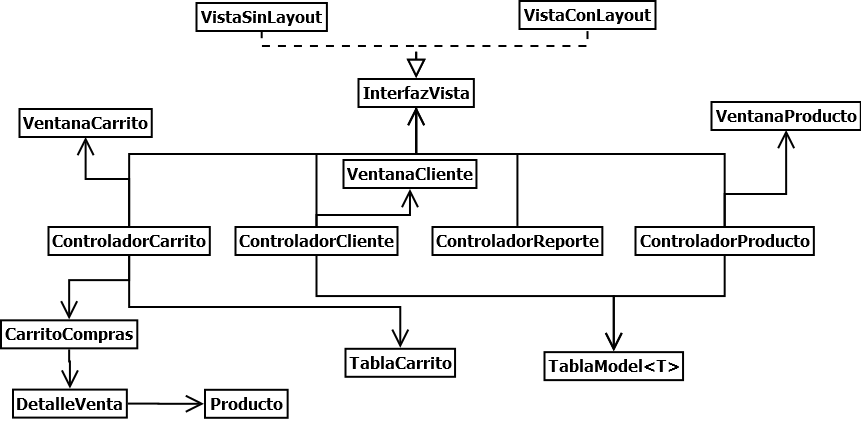 VistaSinLayout
VistaConLayout
InterfazVista
VentanaCarrito
VentanaProducto
VentanaCliente
ControladorCarrito
ControladorCliente
ControladorReporte
ControladorProducto
CarritoCompras
TablaCarrito
TablaModel<T>
DetalleVenta
Producto